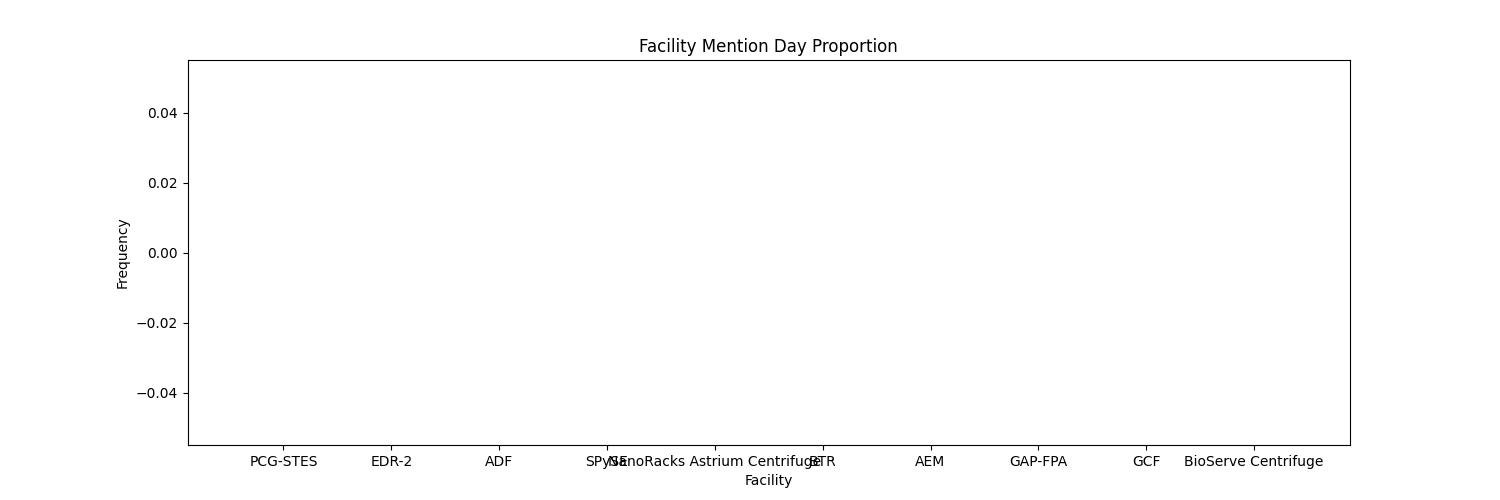 Facility Mention Day Proportion
Frequency
0.04
0.02
0.00
−0.02
−0.04
PCG-STES EDR-2 ADF SPySE NanoRacks Astrium Centrifuge BTR AEM GAP-FPA GCF BioServe Centrifuge
Facility